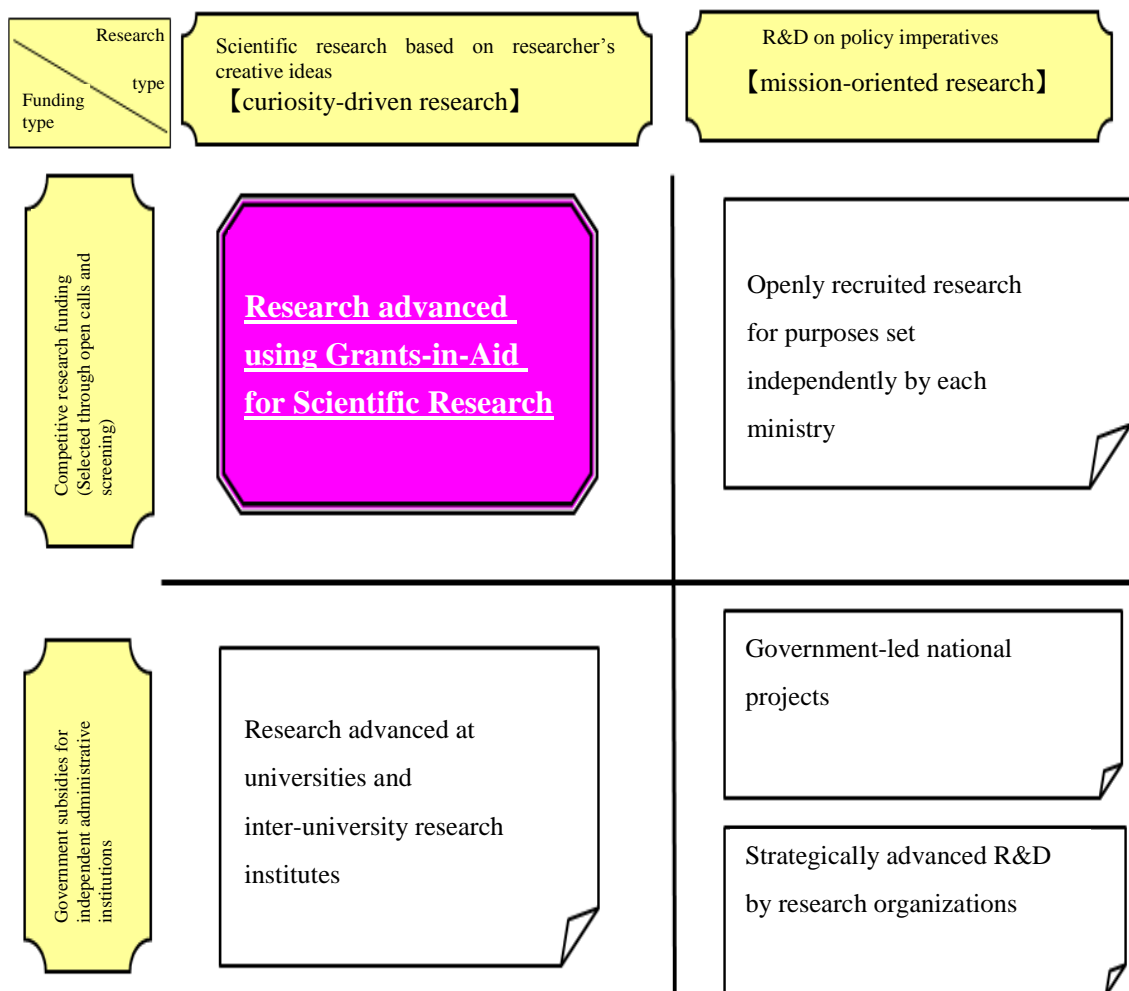 Research
type
Funding
type
Scientific research based on researcher's
creative ideas
【curiosity-driven research】
R&D on policy imperatives
【mission-oriented research】
Competitive research funding
(Selected through open calls and
screening)
Research advanced
using Grants-in-Aid
for Scientific Research
Openly recruited research
for purposes set
independently by each
ministry
Government subsidies for
independent administrative
institutions
Research advanced at
universities and
inter-university research
institutes
Government-led national
projects
Strategically advanced R&D
by research organizations